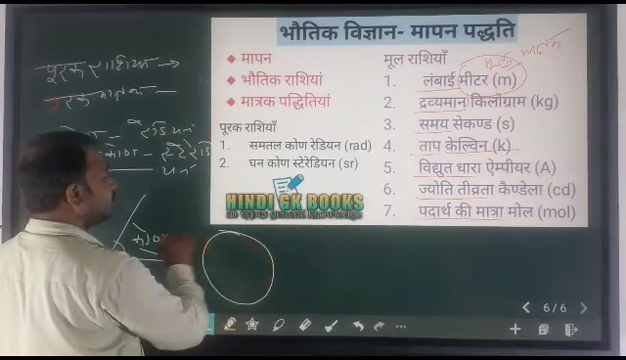 भौतिक विज्ञान- मापन पद्धति
मापन
भौतिक राशियां
मात्रक पद्धितियां
पूरक राशियां
1. समतल कोण रेडियन (rad)
2. घन कोण स्टेरेडियन (sr)
HINDI GK BOOKS
मूल राशियाँ
1. लंबाई मीटर (m)
2. द्रव्यमान किलोग्राम (kg)
3. समय सेकण्ड (s)
4. ताप केल्विन (k)
5. विद्युत धारा ऐम्पीयर (A)
6. ज्योति तीव्रता कैण्डेला (cd)
7. पदार्थ की मात्रा मोल (mol)
6/6